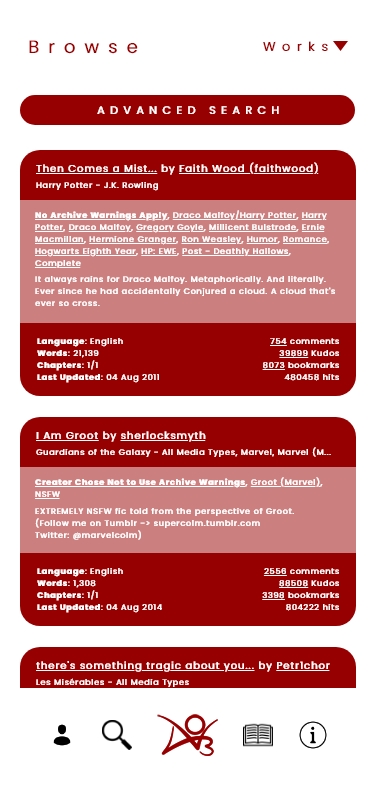 Browse
Works
ADVANCED SEARCH
Then Comes a Mist... by Faith Wood (faithwood)
Harry Potter - J.K. Rowling
No Archive Warnings Apply, Draco Malfoy/Harry Potter, Harry
Potter, Draco Malfoy, Gregory Goyle, Millicent Bulstrode, Ernie
Macmillan, Hermione Granger, Ron Weasley, Humor, Romance,
Hogwarts Eighth Year, HP: EWE, Post - Deathly Hallows,
Complete
It always rains for Draco Malfoy. Metaphorically. And literally.
Ever since he had accidentally Conjured a cloud. A cloud that's
ever so cross.
Language: English
754 comments
Words: 21,139
39899 Kudos
Chapters: 1/1
8073 bookmarks
Last Updated: 04 Aug 2011
480458 hits
I Am Groot by sherlocksmyth
Guardians of the Galaxy - All Media Types, Marvel, Marvel (M...
Creator Chose Not to Use Archive Warnings, Groot (Marvel),
NSFW
EXTREMELY NSFW fic told from the perspective of Groot.
(Follow me on Tumblr -> supercolm.tumblr.com
Twitter: @marvelcolm)
Language: English
2556 comments
Words: 1,308
88508 Kudos
Chapters: 1/1
3398 bookmarks
Last Updated: 04 Aug 2014
804222 hits
there's something tragic about you... by Petr1chor
Les Misérables - All Media Types